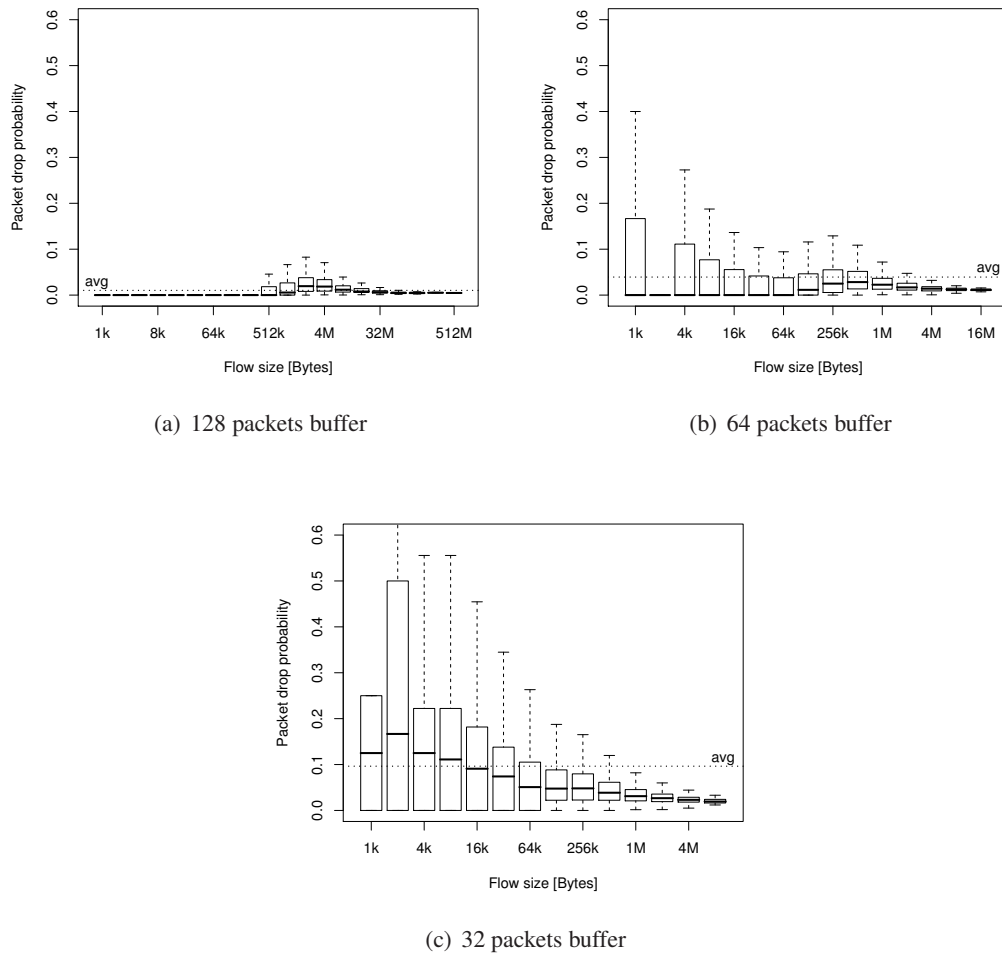 0.6
0.5
0.4
0.3
0.2
0.1
0.0
Packet drop probability
avg
1k 8k 64k 512k 4M 32M 512M
Flow size [Bytes]
(a) 128 packets buffer
0.6
0.5
0.4
0.3
0.2
0.1
0.0
Packet drop probability
avg
1k 4k 16k 64k 256k 1M 4M 16M
Flow size [Bytes]
(b) 64 packets buffer
0.6
0.5
0.4
0.3
0.2
0.1
0.0
Packet drop probability
avg
1k 4k 16k 64k 256k 1M 4M
Flow size [Bytes]
(c) 32 packets buffer